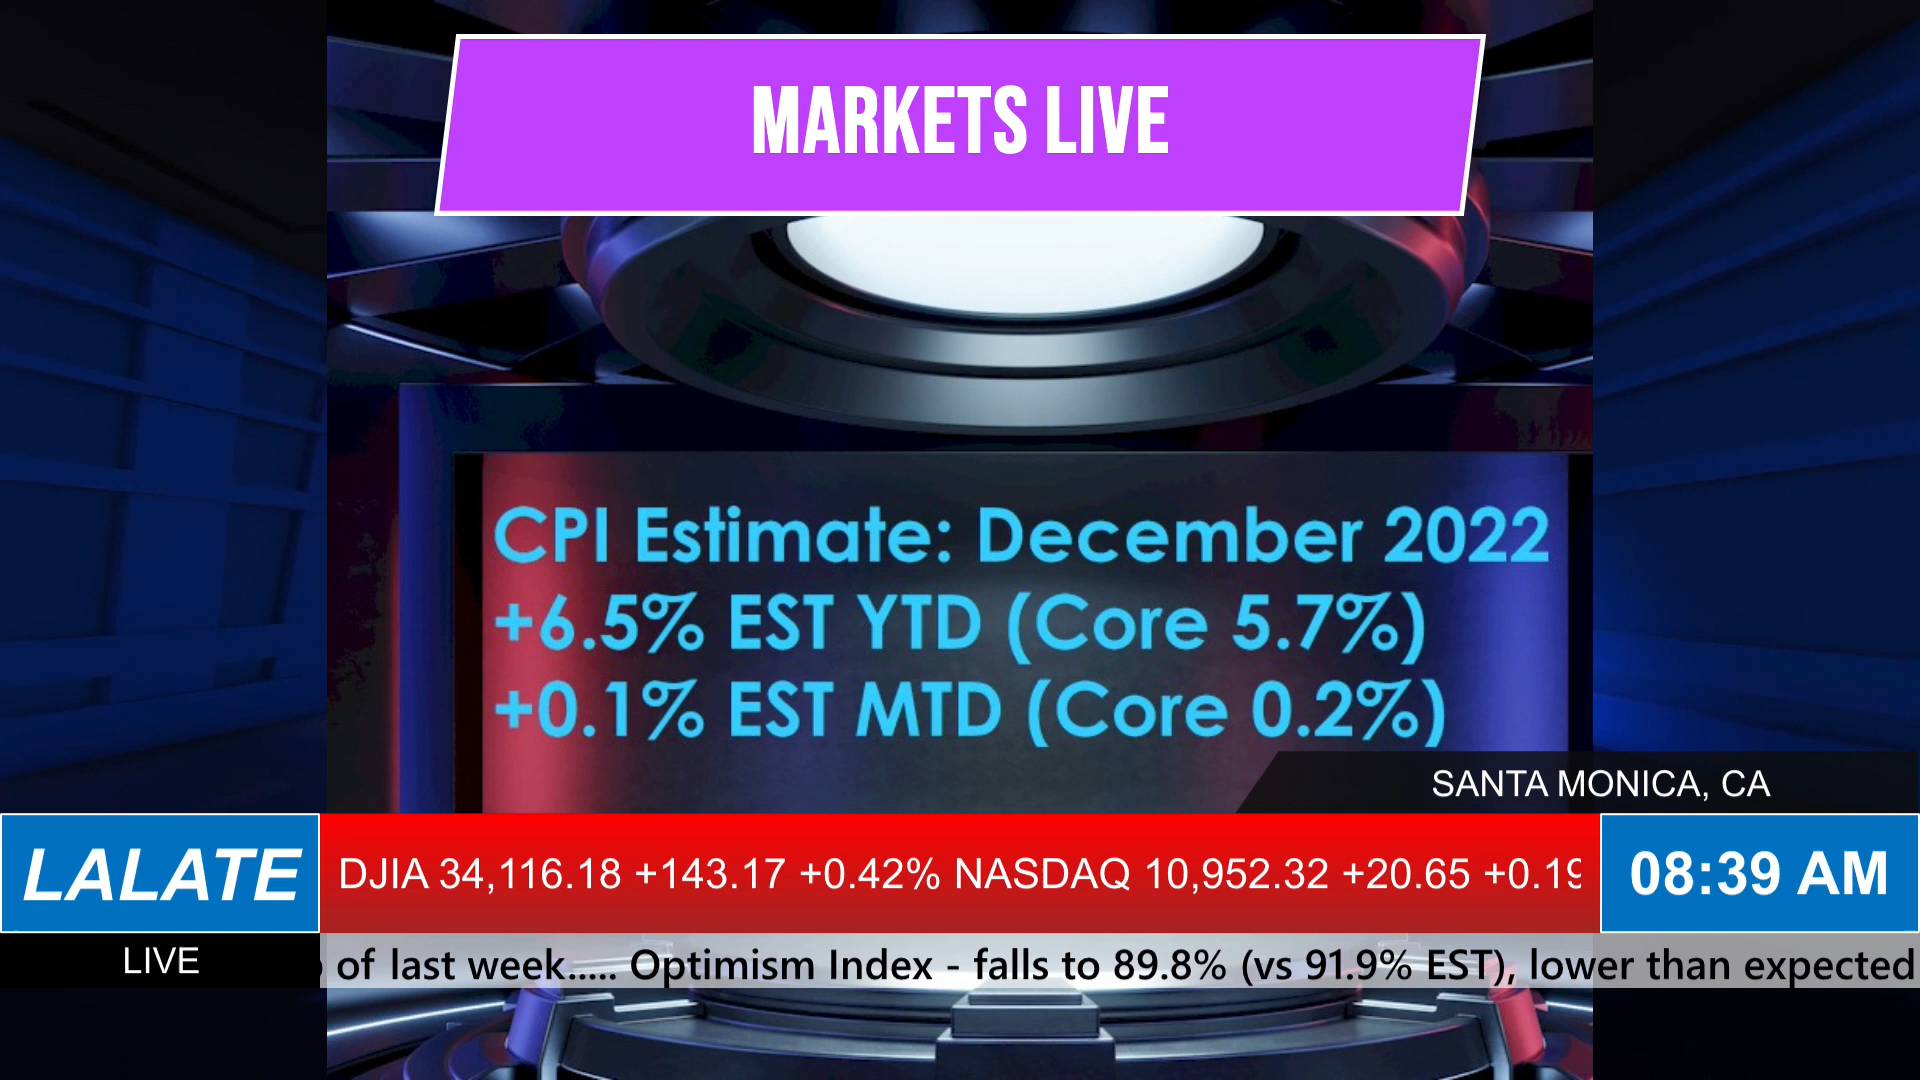 MARKETS LIVE
CPI Estimate: December 2022
+6.5% EST YTD (Core 5.7%)
+0.1% EST MTD (Core 0.2%)
SANTA MONICA, CA
LALATE
DJIA 34,116.18 +143.17 +0.42% NASDAQ 10,952.32 +20.65 +0.19
08:39 AM
LIVE
of last week..... Optimism Index - falls to 89.8% (vs 91.9% EST), lower than expected